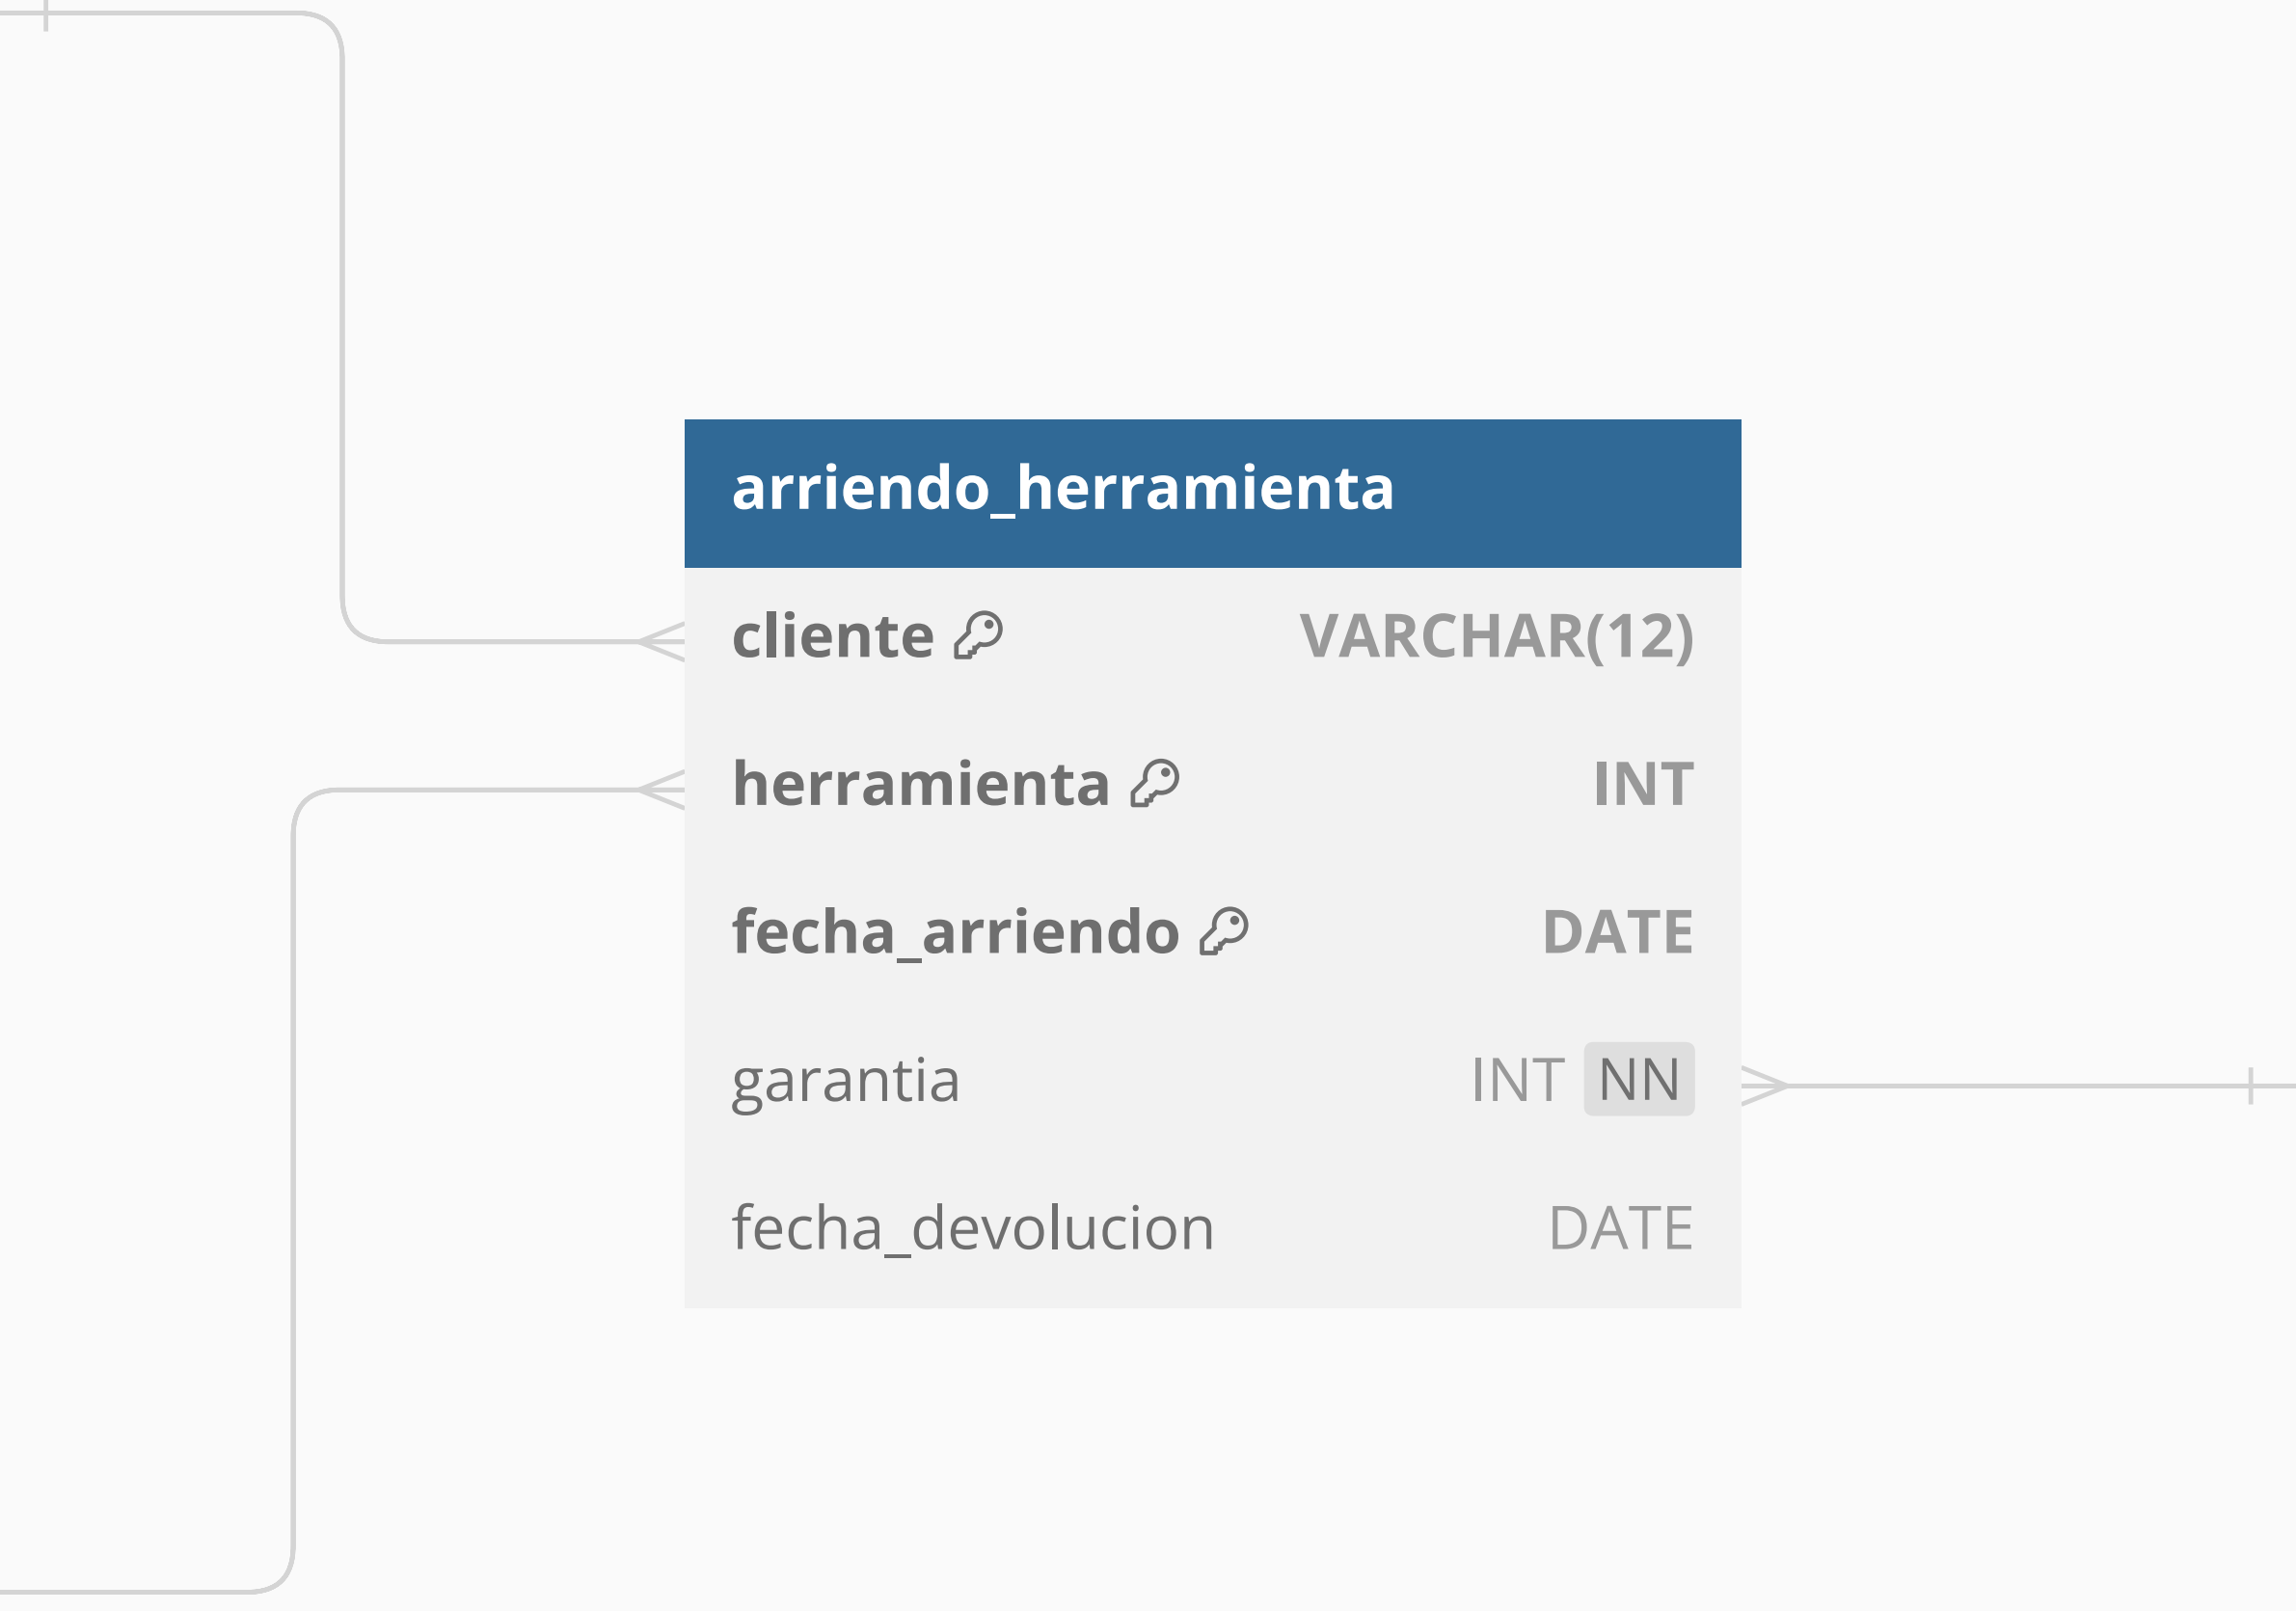 arriendo_herramienta
cliente VARCHAR(12)
herramienta INT
fecha_arriendo DATE
garantia INT NN
fecha_devolucion DATE